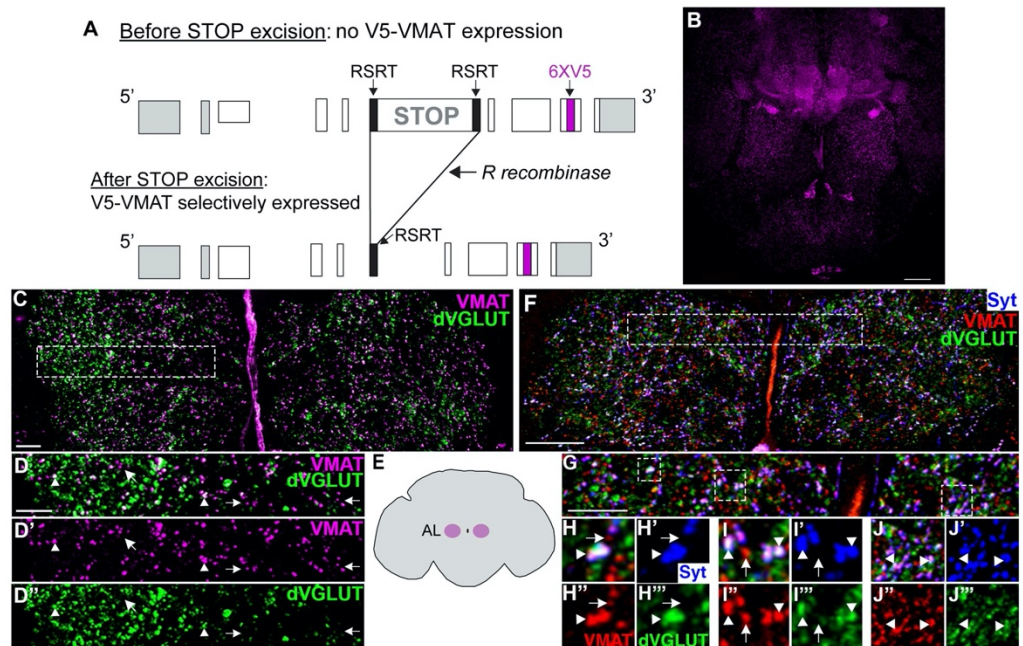 A Before STOP excision: no V5-VMAT expression
RSRT RSRT 6XV5
5’ 3’
STOP
R recombinase
After STOP excision:
V5-VMAT selectively expressed
5’ RSRT 3’
B
C VMAT
dVGLUT
D VMAT
dVGLUT
D’ VMAT
D’’ dVGLUT
E
AL
F Syt
VMAT
dVGLUT
G
H H’ I I’ J J’
Syt
H’’ H’’’ I’’ I’’’ J’’ J’’’
VMAT dVGLUT